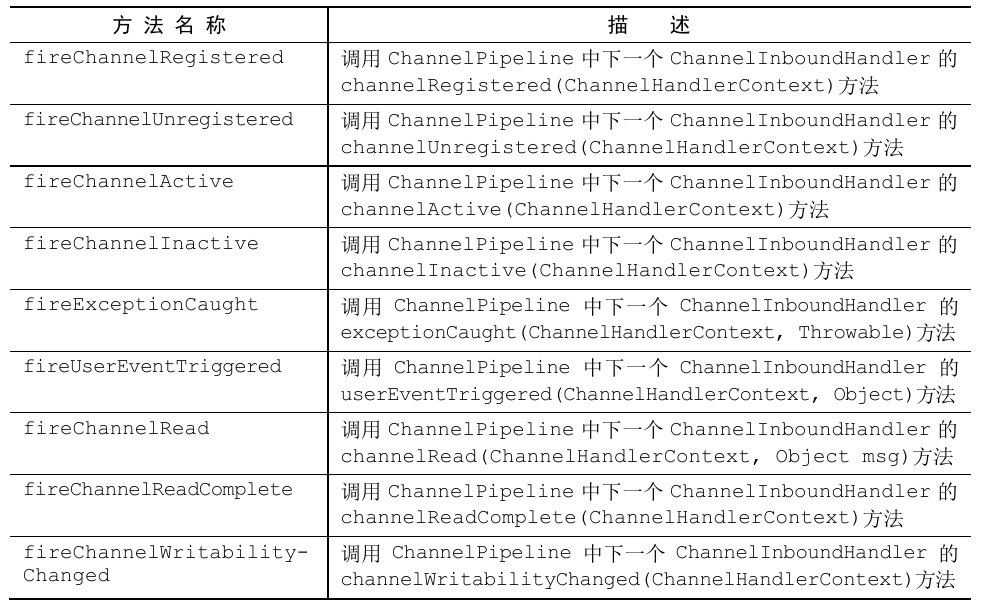 方法名称 描述
fireChannelRegistered 调用 ChannelPipeline 中下一个 ChannelInboundHandler 的
channelRegistered(ChannelHandlerContext)方法
fireChannelUnregistered 调用 ChannelPipeline 中下一个 ChannelInboundHandler 的
channelUnregistered(ChannelHandlerContext)方法
fireChannelActive 调用 ChannelPipeline 中下一个 ChannelInboundHandler 的
channelActive(ChannelHandlerContext)方法
fireChannelInactive 调用 ChannelPipeline 中下一个 ChannelInboundHandler 的
channelInactive(ChannelHandlerContext)方法
fireExceptionCaught 调用 ChannelPipeline 中下一个 ChannelInboundHandler 的
exceptionCaught(ChannelHandlerContext, Throwable)方法
fireUserEventTriggered 调用 ChannelPipeline 中下一个 ChannelInboundHandler 的
userEventTriggered(ChannelHandlerContext, Object)方法
fireChannelRead 调用 ChannelPipeline 中下一个 ChannelInboundHandler 的
channelRead(ChannelHandlerContext, Object msg)方法
fireChannelReadComplete 调用 ChannelPipeline 中下一个 ChannelInboundHandler 的
channelReadComplete(ChannelHandlerContext)方法
fireChannelWritability- 调用 ChannelPipeline 中下一个 ChannelInboundHandler 的
Changed channelWritabilityChanged(ChannelHandlerContext)方法